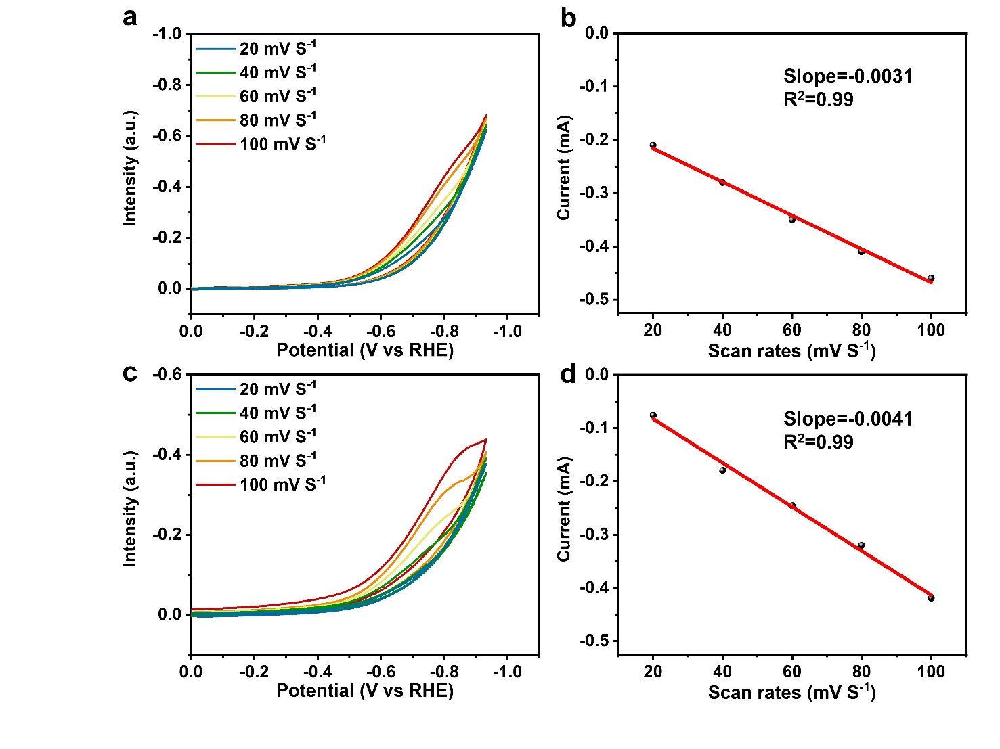 a
-1.0
-0.8
-0.6
-0.4
-0.2
0.0
Intensity (a.u.)
20 mV S⁻¹
40 mV S⁻¹
60 mV S⁻¹
80 mV S⁻¹
100 mV S⁻¹
0.0 -0.2 -0.4 -0.6 -0.8 -1.0
Potential (V vs RHE)
b
0.0
-0.1
-0.2
-0.3
-0.4
-0.5
Current (mA)
Slope=-0.0031
R²=0.99
20 40 60 80 100
Scan rates (mV S⁻¹)
c
-0.6
-0.4
-0.2
0.0
Intensity (a.u.)
20 mV S⁻¹
40 mV S⁻¹
60 mV S⁻¹
80 mV S⁻¹
100 mV S⁻¹
0.0 -0.2 -0.4 -0.6 -0.8 -1.0
Potential (V vs RHE)
d
0.0
-0.1
-0.2
-0.3
-0.4
-0.5
Current (mA)
Slope=-0.0041
R²=0.99
20 40 60 80 100
Scan rates (mV S⁻¹)